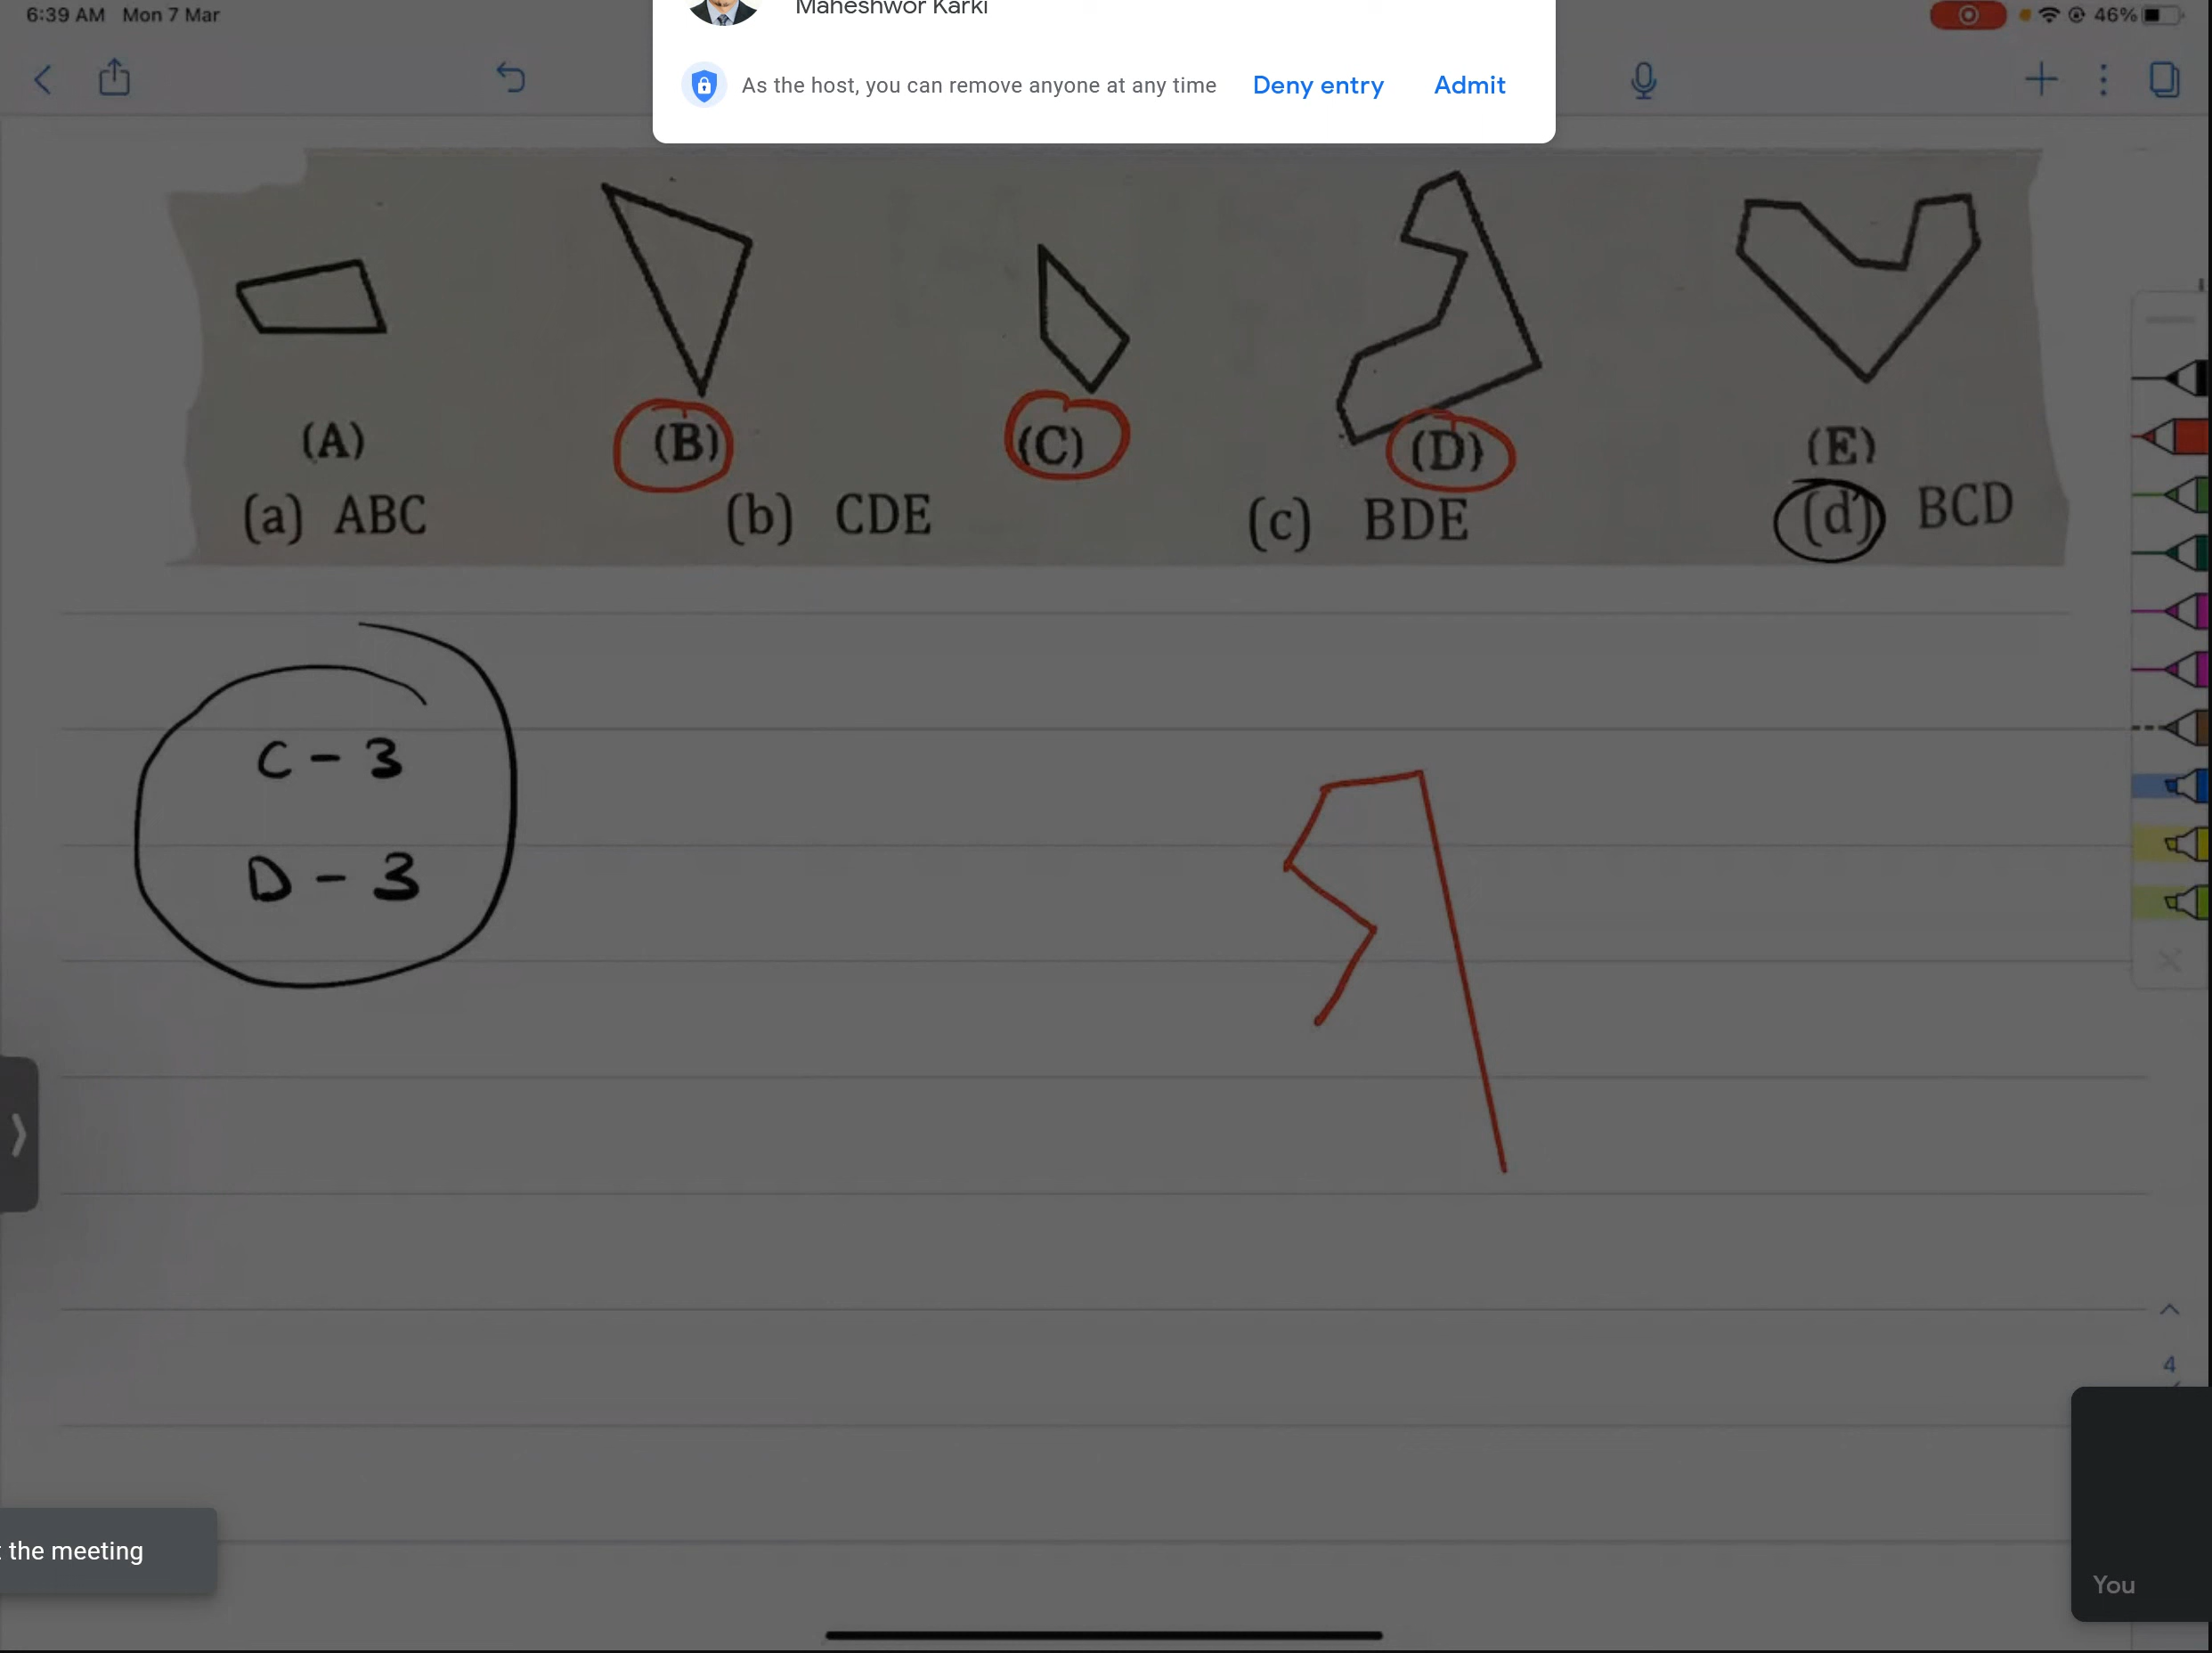 6:39 AM Mon 7 Mar
Maheshwor Karki
46%
As the host, you can remove anyone at any time Deny entry Admit
(A) (B) (C) (D) (E)
(a) ABC (b) CDE (c) BDE (d) BCD
C - 3
D - 3
4
the meeting
You